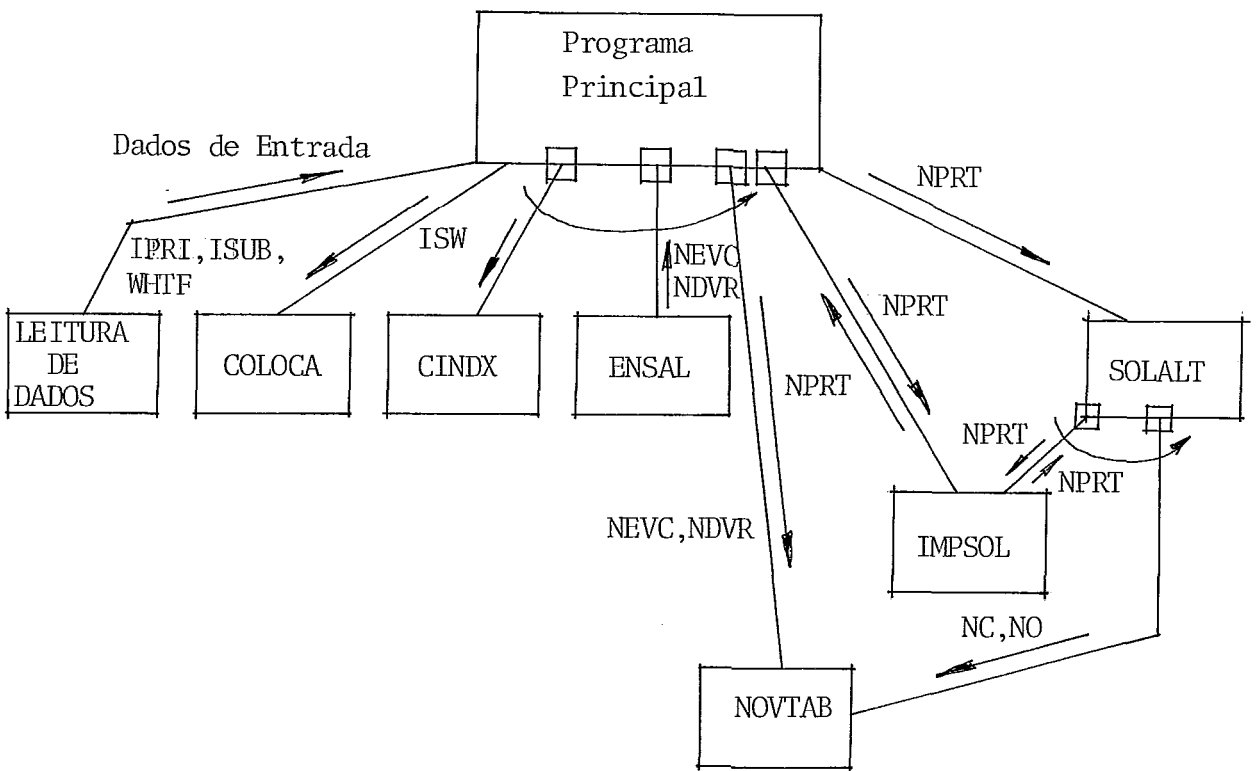 Programa
Principal
Dados de Entrada
NPRT
IPRI,ISUB,
WHTF
ISW
NEVC
NDVR
NPRT
LEITURA
DE
DADOS
COLOCA
CINDX
ENSAL
NPRT
SOLALT
NPRT
NPRT
NEVC,NDVR
IMPSOL
NC,NO
NOVTAB